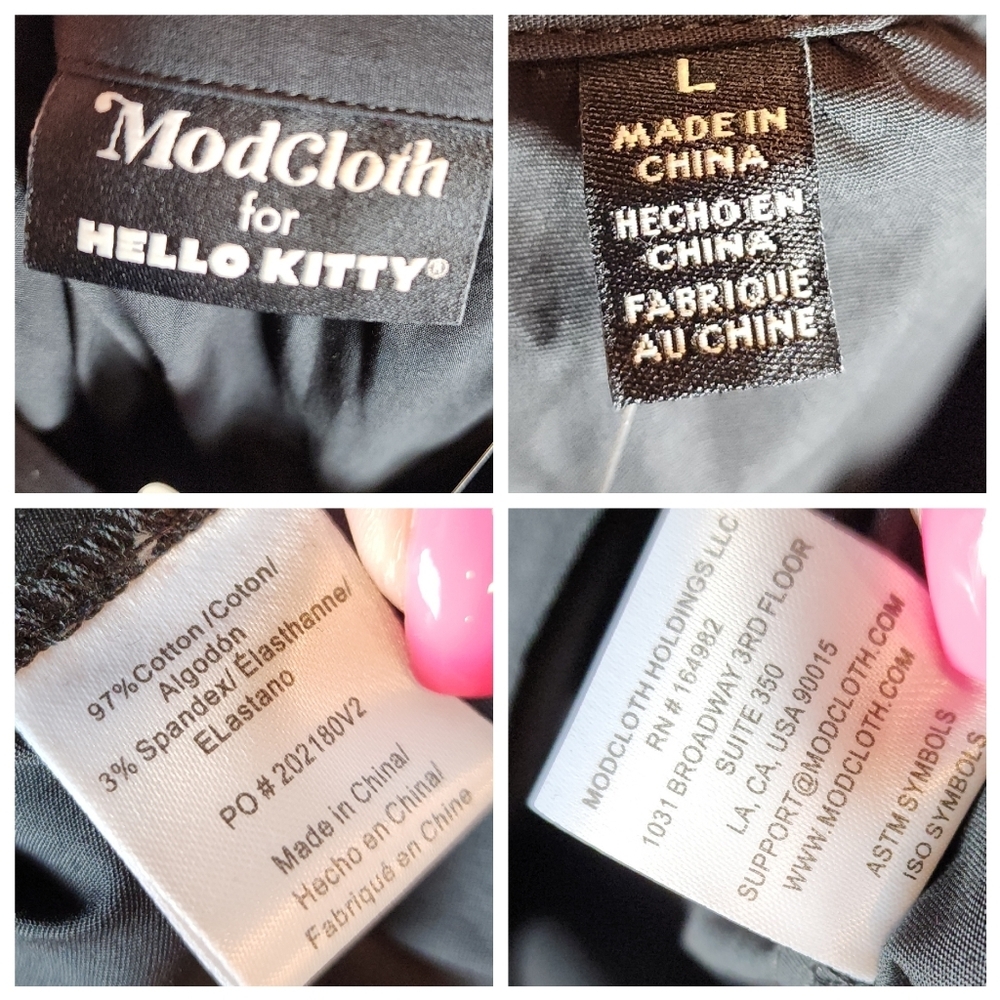 ModCloth
for
HELLO KITTY®
L
MADE IN
CHINA
HECHO EN
CHINA
FABRIQUE
AU CHINE
97%Cotton /Coton/
Algodón
3% Spandex/ Élasthanne/
ELastano
PO # 202180V2
Made in China/
Hecho en China/
Fabriqué en Chine
MODCLOTH HOLDINGS LLC
RN # 164982
1031 BROADWAY 3RD FLOOR
SUITE 350
LA, CA, USA 90015
SUPPORT@MODCLOTH.COM
WWW.MODCLOTH.COM
ASTM SYMBOLS
ISO SYMBOLS